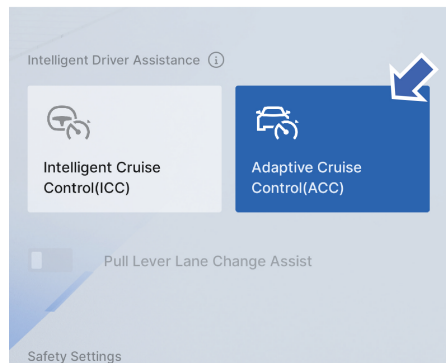 Intelligent Driver Assistance
Intelligent Cruise
Control(ICC)
Adaptive Cruise
Control(ACC)
Pull Lever Lane Change Assist
Safety Settings